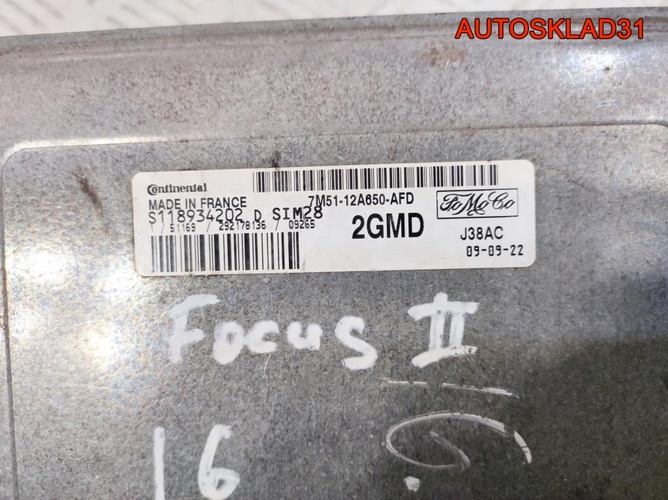 AUTOSKLAD31
Continental
MADE IN FRANCE
7M51-12A650-AFD
FoMoCo
S118934202 D SIM28
1 / 51169 / 292178136 / 09265
2GMD
J38AC
09-09-22
Focus II
16